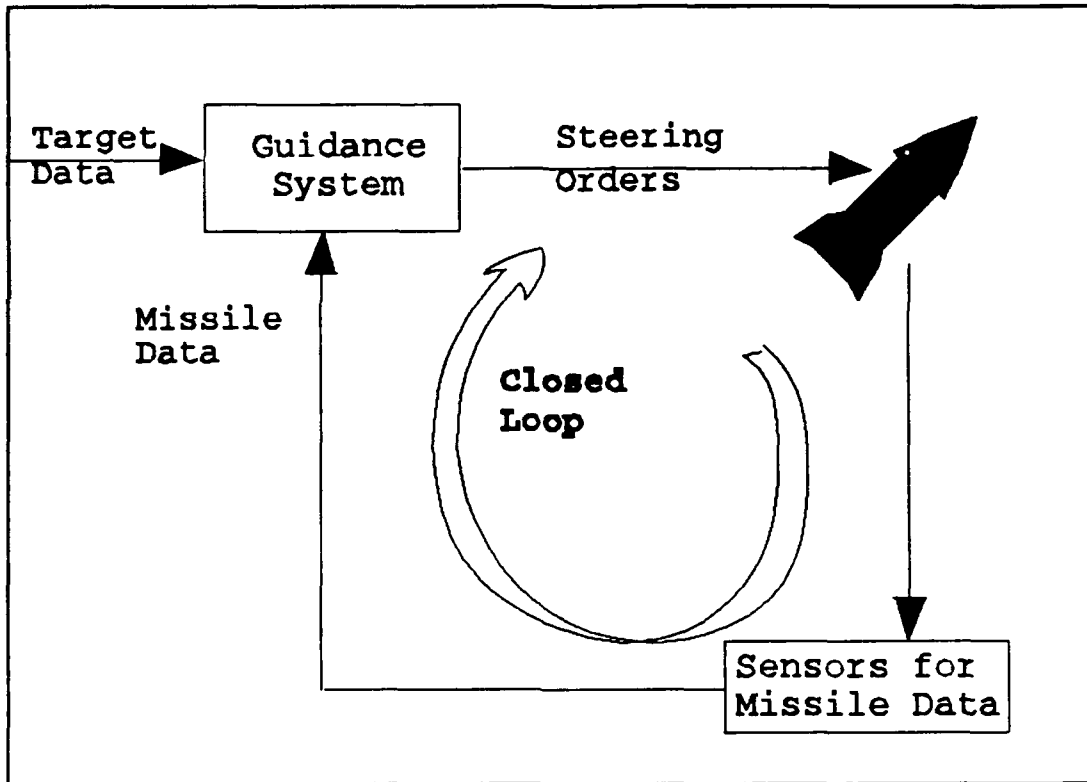 Target
Data
Guidance
System
Steering
Orders
Missile
Data
Closed
Loop
Sensors for
Missile Data